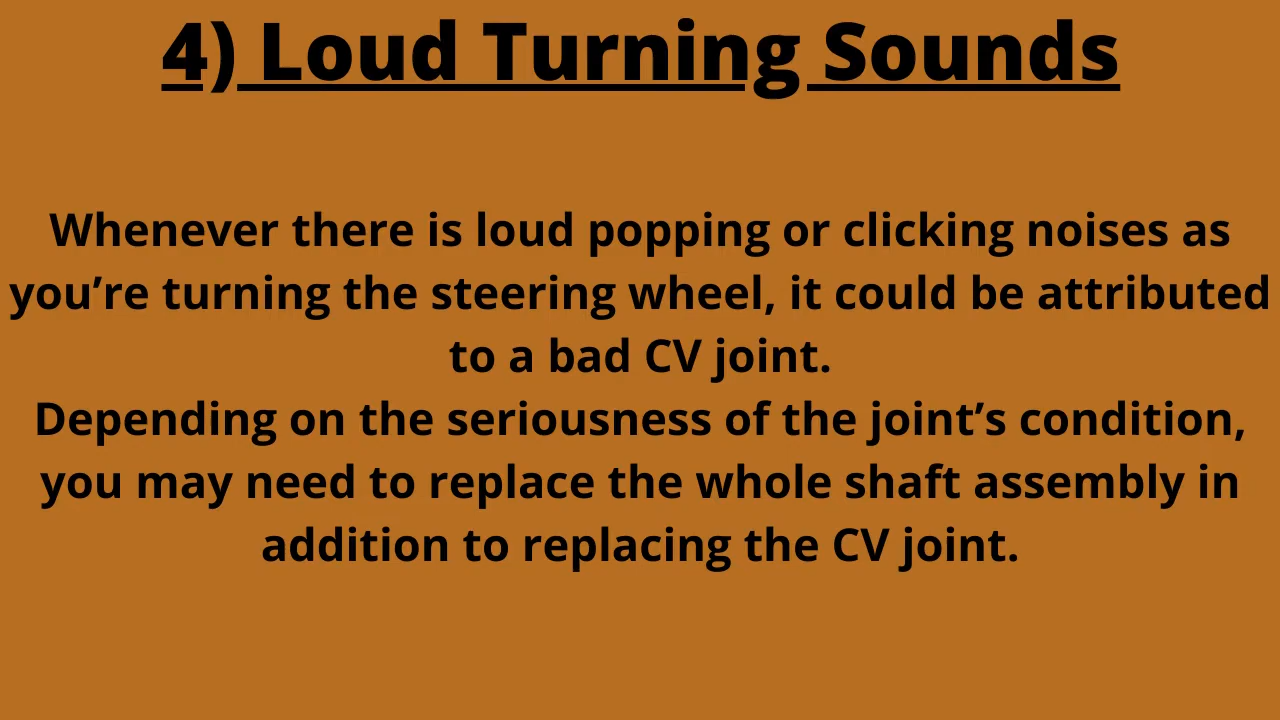 4) Loud Turning Sounds
Whenever there is loud popping or clicking noises as
you’re turning the steering wheel, it could be attributed
to a bad CV joint.
Depending on the seriousness of the joint’s condition,
you may need to replace the whole shaft assembly in
addition to replacing the CV joint.